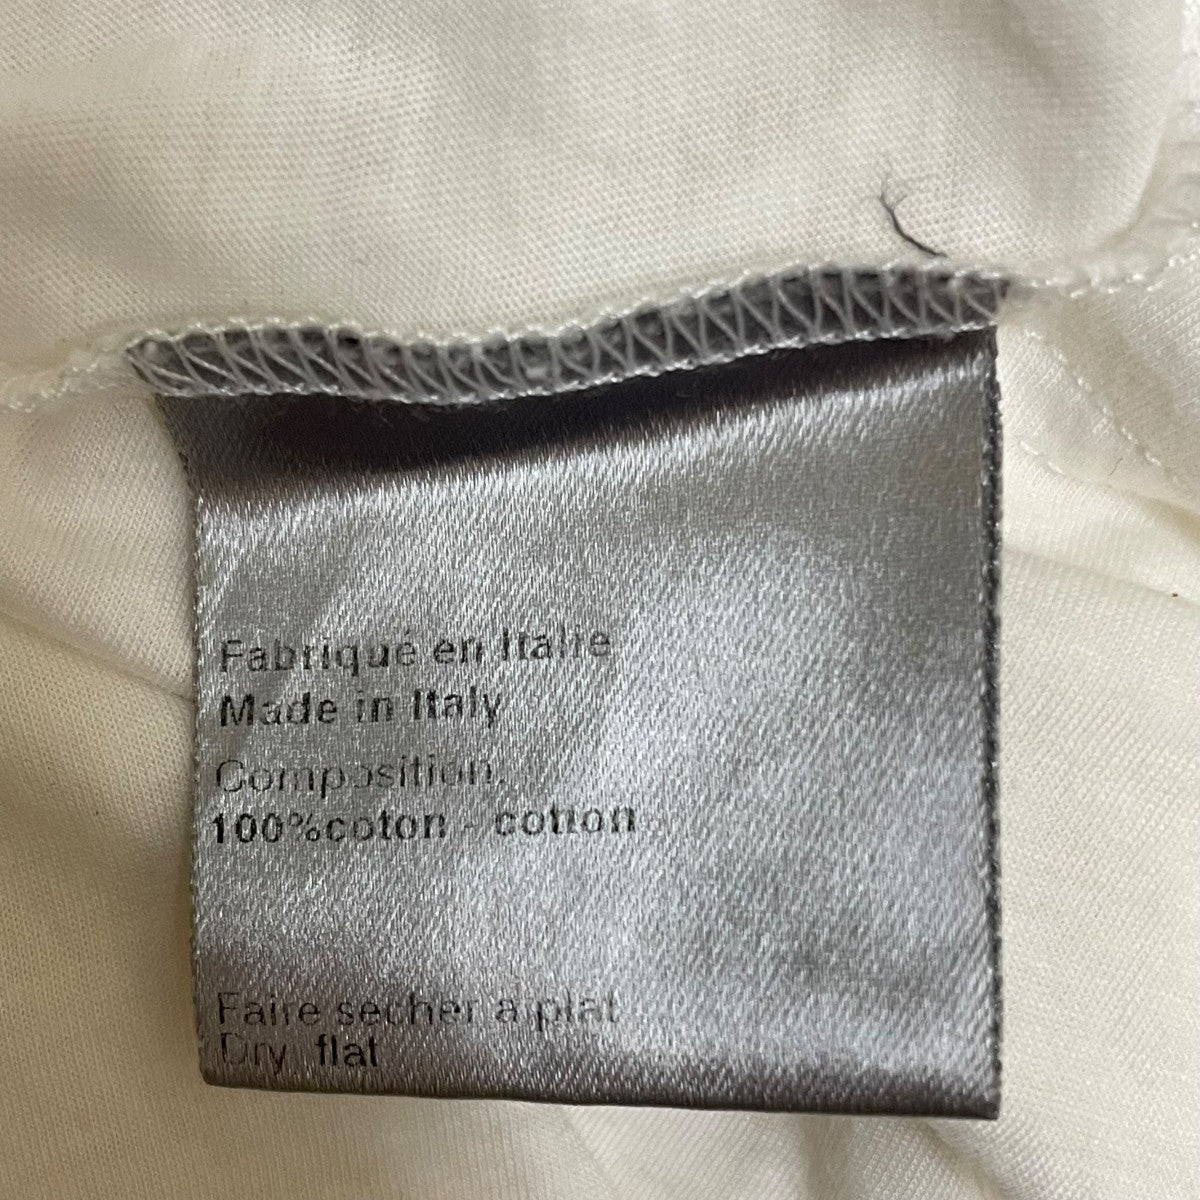 Fabriqué en Italie
Made in Italy
Composition.
100%coton - cotton
Faire secher a plat
Dry flat